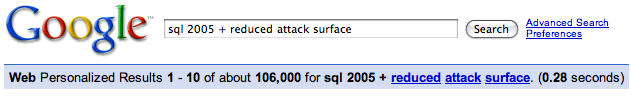 Google™
sql 2005 + reduced attack surface
Search
Advanced Search
Preferences
Web Personalized Results 1 - 10 of about 106,000 for sql 2005 + reduced attack surface. (0.28 seconds)